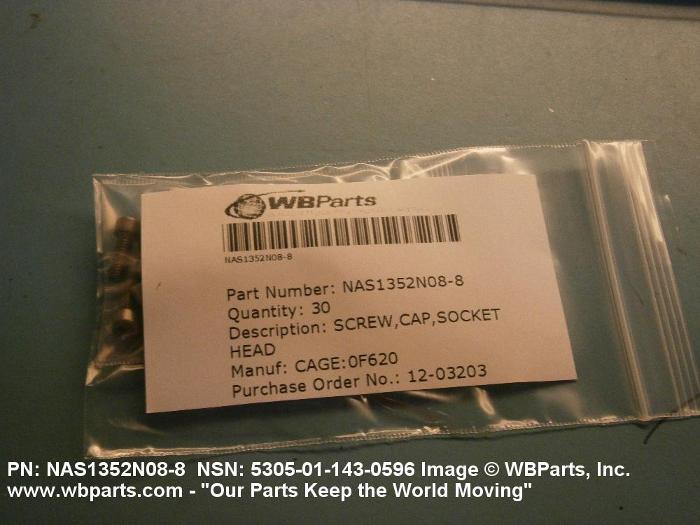 WBParts
NAS1352N08-8
Part Number: NAS1352N08-8
Quantity: 30
Description: SCREW,CAP,SOCKET
HEAD
Manuf: CAGE:0F620
Purchase Order No.: 12-03203
PN: NAS1352N08-8 NSN: 5305-01-143-0596 Image © WBParts, Inc.
www.wbparts.com - "Our Parts Keep the World Moving"